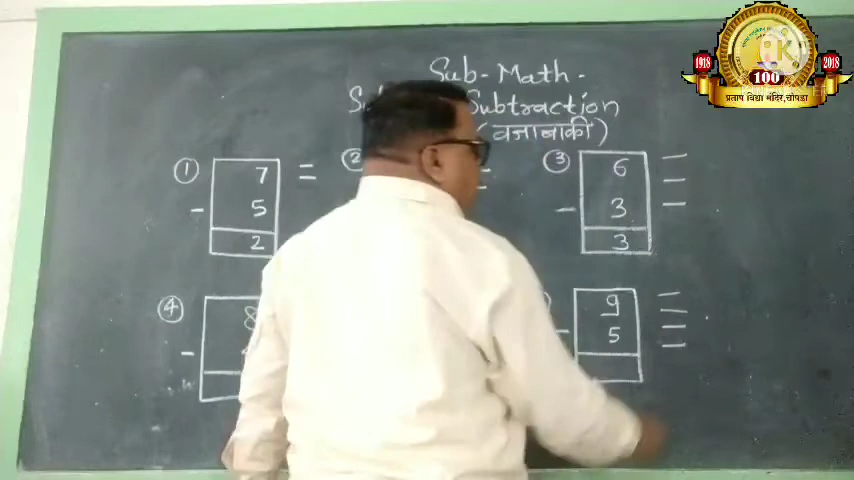 Sub-Math-
Subtraction
(वजाबाकी)
① 7 =
- 5
2
②
③ 6
- 3
3
④ 8
-
9
- 5
1918 2018
100
प्रताप विद्या मंदिर, चोपडा